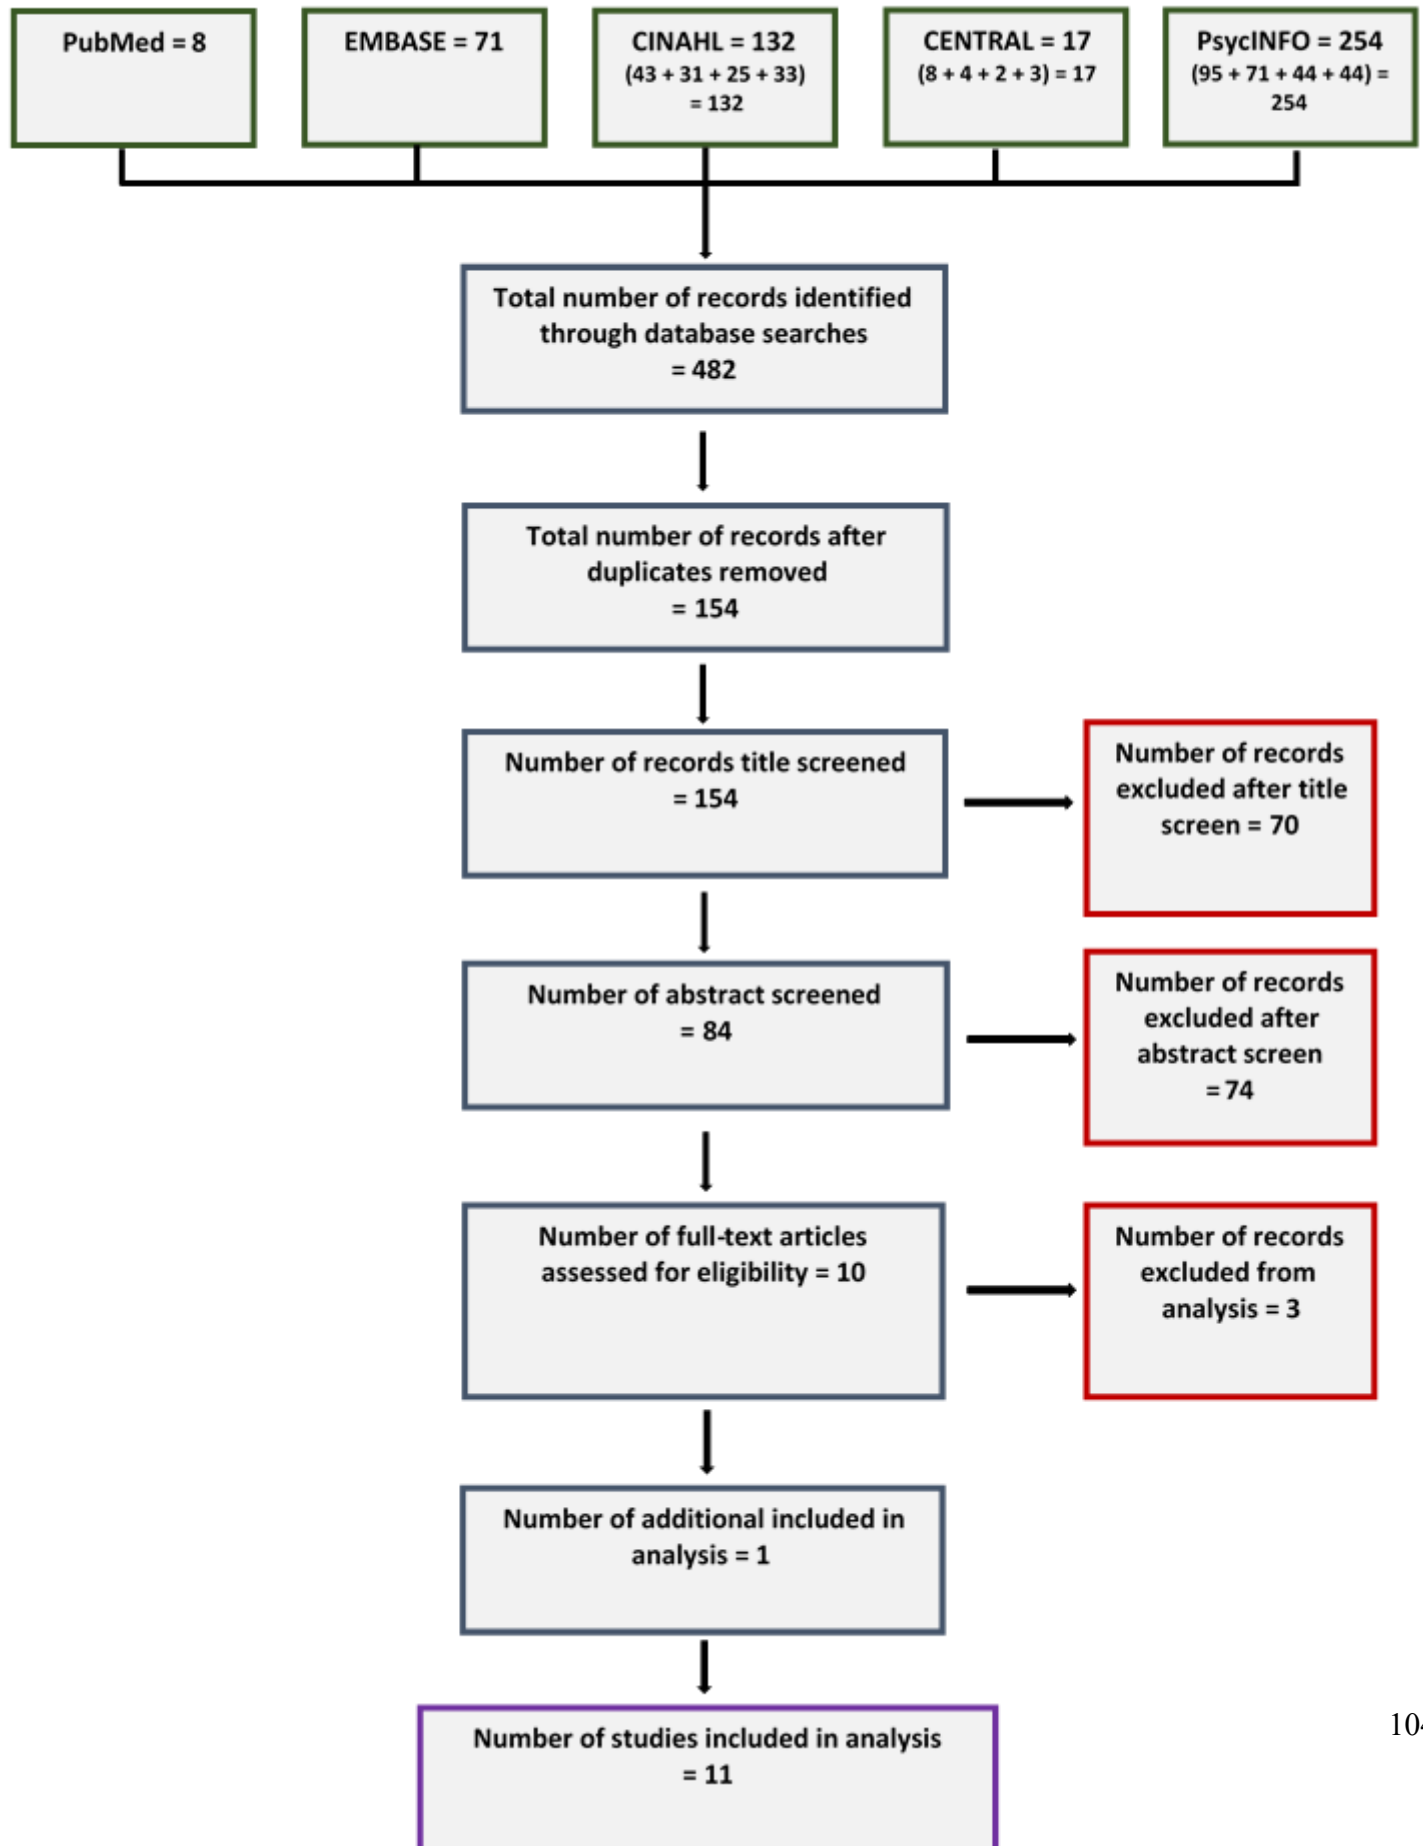 PubMed = 8
EMBASE = 71
CINAHL = 132
(43 + 31 + 25 + 33)
= 132
CENTRAL = 17
(8 + 4 + 2 + 3) = 17
PsycINFO = 254
(95 + 71 + 44 + 44) =
254
Total number of records identified
through database searches
= 482
Total number of records after
duplicates removed
= 154
Number of records title screened
= 154
Number of records
excluded after title
screen = 70
Number of abstract screened
= 84
Number of records
excluded after
abstract screen
= 74
Number of full-text articles
assessed for eligibility = 10
Number of records
excluded from
analysis = 3
Number of additional included in
analysis = 1
Number of studies included in analysis
= 11
104